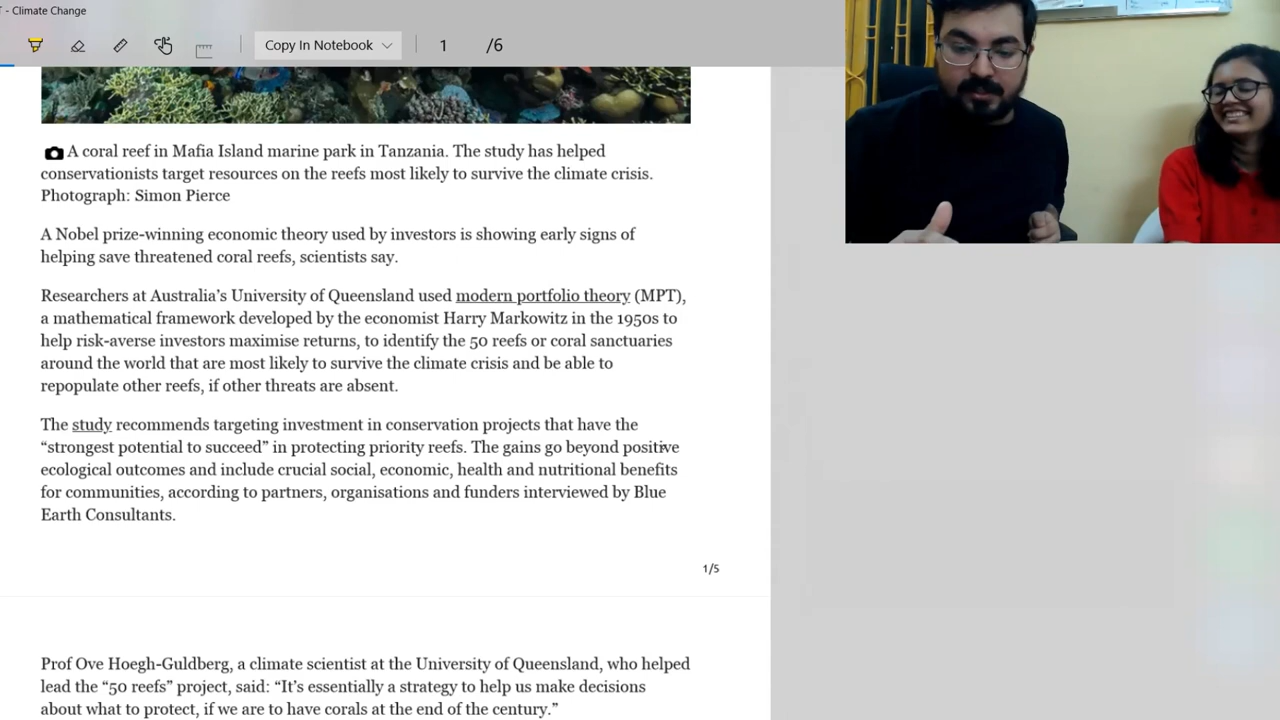 - Climate Change
Copy In Notebook
1 /6
A coral reef in Mafia Island marine park in Tanzania. The study has helped
conservationists target resources on the reefs most likely to survive the climate crisis.
Photograph: Simon Pierce
A Nobel prize-winning economic theory used by investors is showing early signs of
helping save threatened coral reefs, scientists say.
Researchers at Australia’s University of Queensland used modern portfolio theory (MPT),
a mathematical framework developed by the economist Harry Markowitz in the 1950s to
help risk-averse investors maximise returns, to identify the 50 reefs or coral sanctuaries
around the world that are most likely to survive the climate crisis and be able to
repopulate other reefs, if other threats are absent.
The study recommends targeting investment in conservation projects that have the
“strongest potential to succeed” in protecting priority reefs. The gains go beyond positive
ecological outcomes and include crucial social, economic, health and nutritional benefits
for communities, according to partners, organisations and funders interviewed by Blue
Earth Consultants.
1/5
Prof Ove Hoegh-Guldberg, a climate scientist at the University of Queensland, who helped
lead the “50 reefs” project, said: “It’s essentially a strategy to help us make decisions
about what to protect, if we are to have corals at the end of the century.”